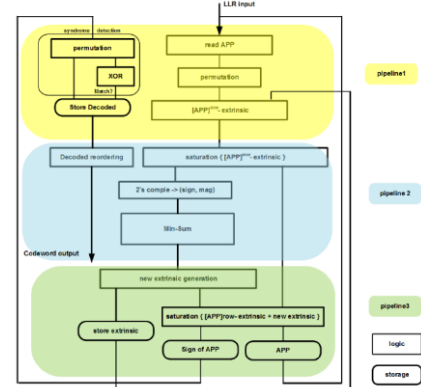 LLR input
syndrome detection
permutation
read APP
XOR
permutation
Match?
Store Decoded
[APP]row- extrinsic
pipeline1
Decoded reordering
saturation { [APP]row- extrinsic }
2's comple -> (sign, mag)
pipeline 2
Min-Sum
Codeword output
new extrinsic generation
store extrinsic
saturation { [APP]row- extrinsic + new extrinsic }
pipeline3
Sign of APP
APP
logic
storage